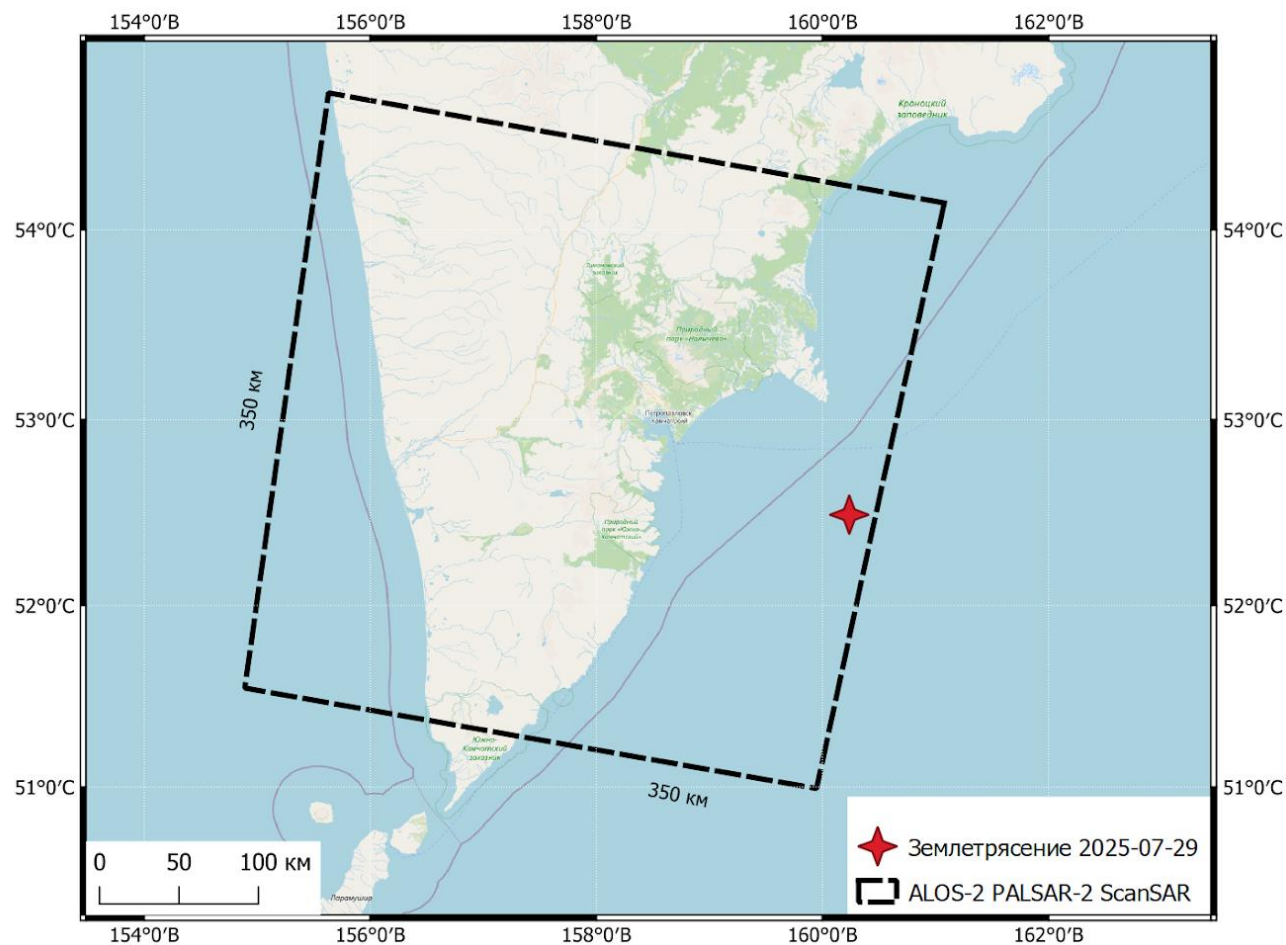 154°0′В 156°0′В 158°0′В 160°0′В 162°0′В
Кроноцкий
заповедник
54°0′С 54°0′С
Природный
парк «Налычево»
350 км
53°0′С 53°0′С
Петропавловск-
Камчатский
Природный
парк «Южно-
Камчатский»
52°0′С 52°0′С
Южно-
Камчатский
заказник
51°0′С 51°0′С
350 км
Землетрясение 2025-07-29
0 50 100 км
ALOS-2 PALSAR-2 ScanSAR
Парамушир
154°0′В 156°0′В 158°0′В 160°0′В 162°0′В